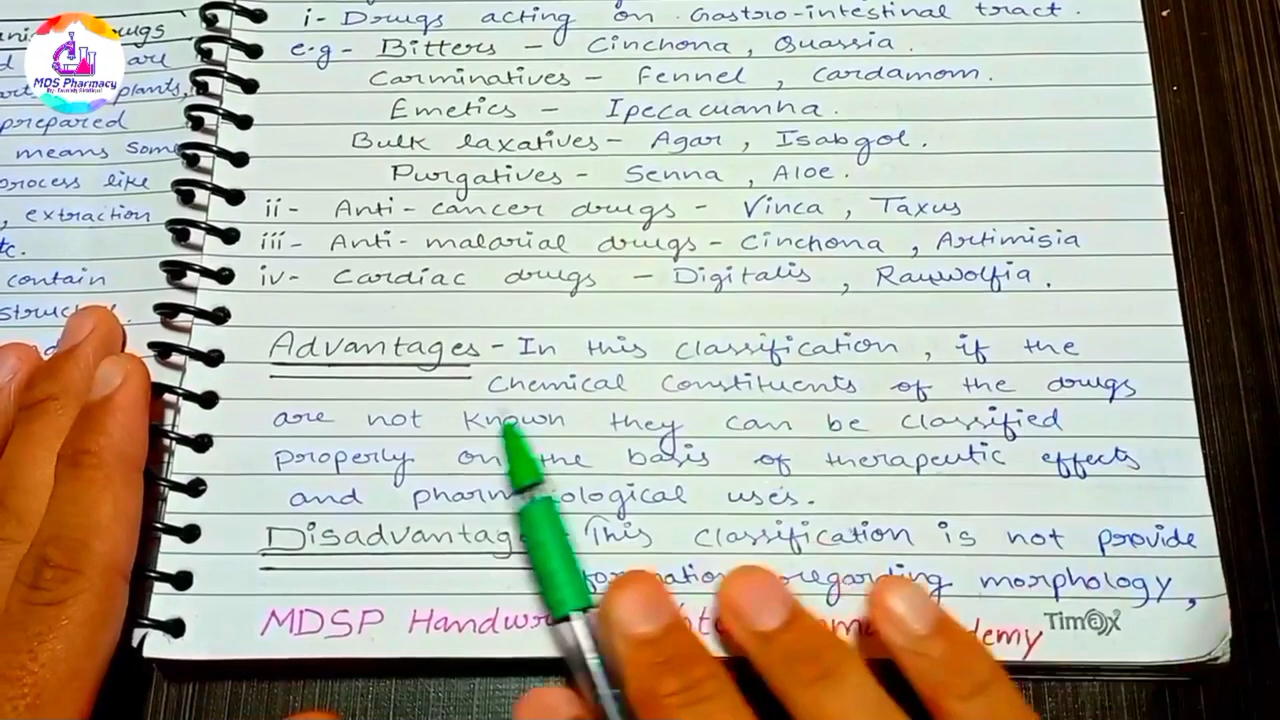 i- Drugs acting on Gastro-intestinal tract.
e.g- Bitters - Cinchona, Quassia.
Carminatives - Fennel, Cardamom.
Emetics - Ipecacuanha.
Bulk laxatives - Agar, Isabgol.
Purgatives - Senna, Aloe.
ii- Anti-cancer drugs - Vinca, Taxus
iii- Anti-malarial drugs - Cinchona, Artimisia
iv- Cardiac drugs - Digitalis, Rauwolfia.
Advantages - In this classification, if the
Chemical Constituents of the drugs
are not known they can be classified
properly on the basis of therapeutic effects
and ological uses.
This classification is not provide
regarding morphology,
MDSP
Timex
MDS Pharmacy
are
plants,
prepared
means some
process like
, extraction
contain